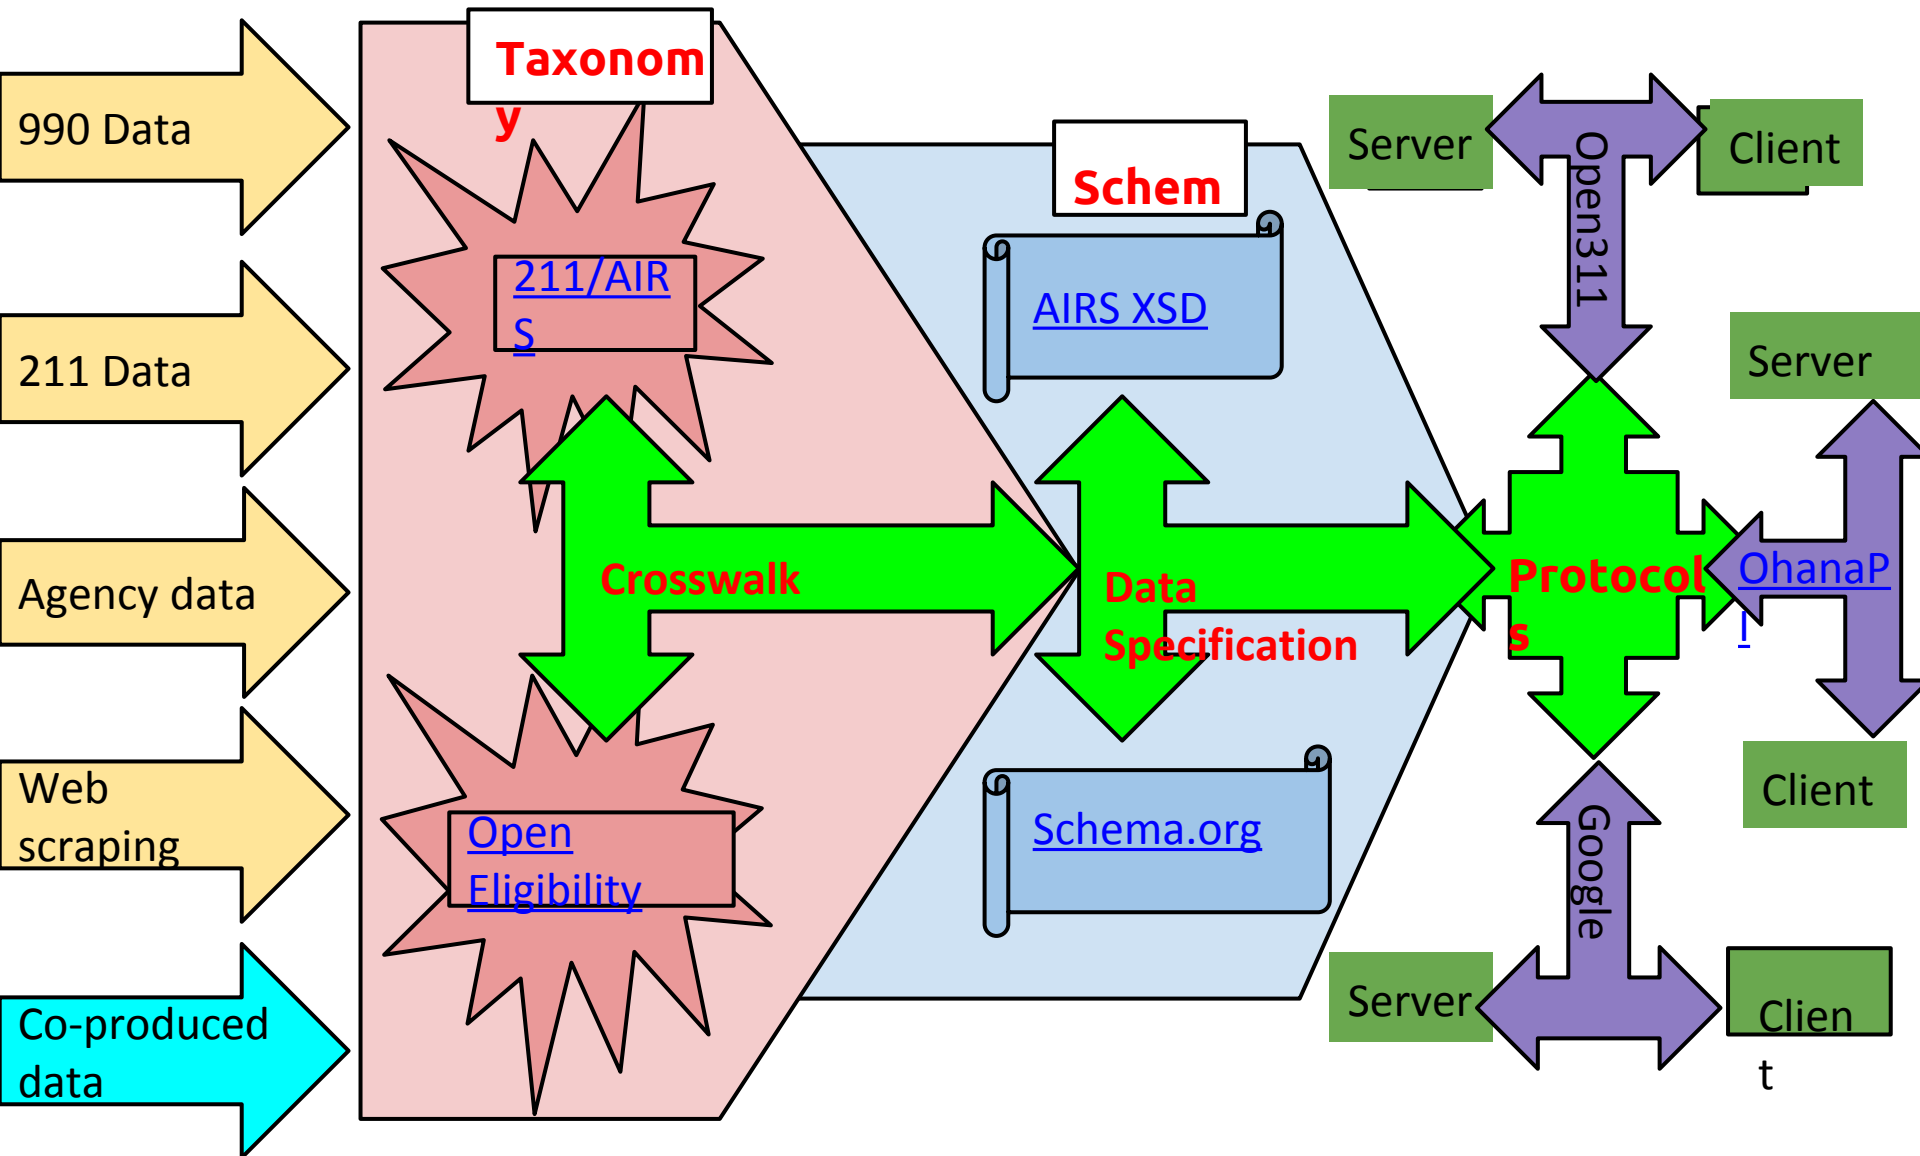 990 Data
211 Data
Agency data
Web
scraping
Co-produced
data
Taxonom
y
211/AIR
S
Crosswalk
Open
Eligibility
Schem
AIRS XSD
Data
Specification
Schema.org
Server
Client
Open311
Protocol
s
Server
OhanaP
I
Client
Google
Server
Clien
t